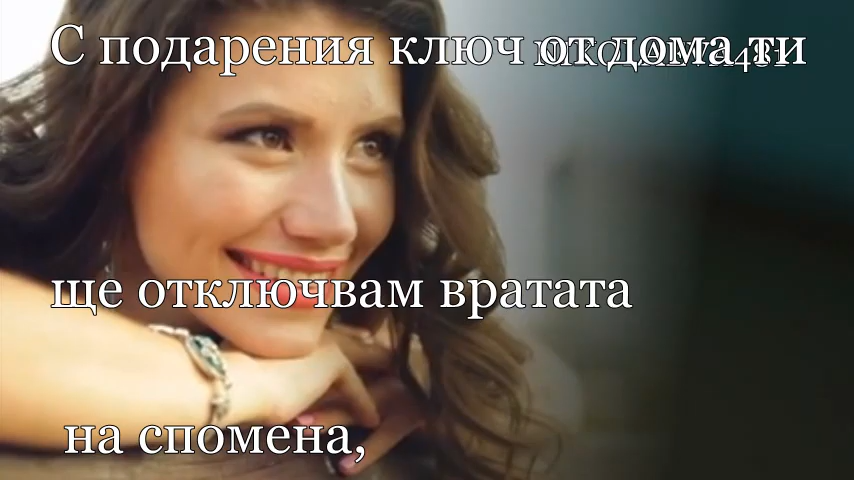 С подарения ключ от дома ти
ще отключвам вратата
на спомена,